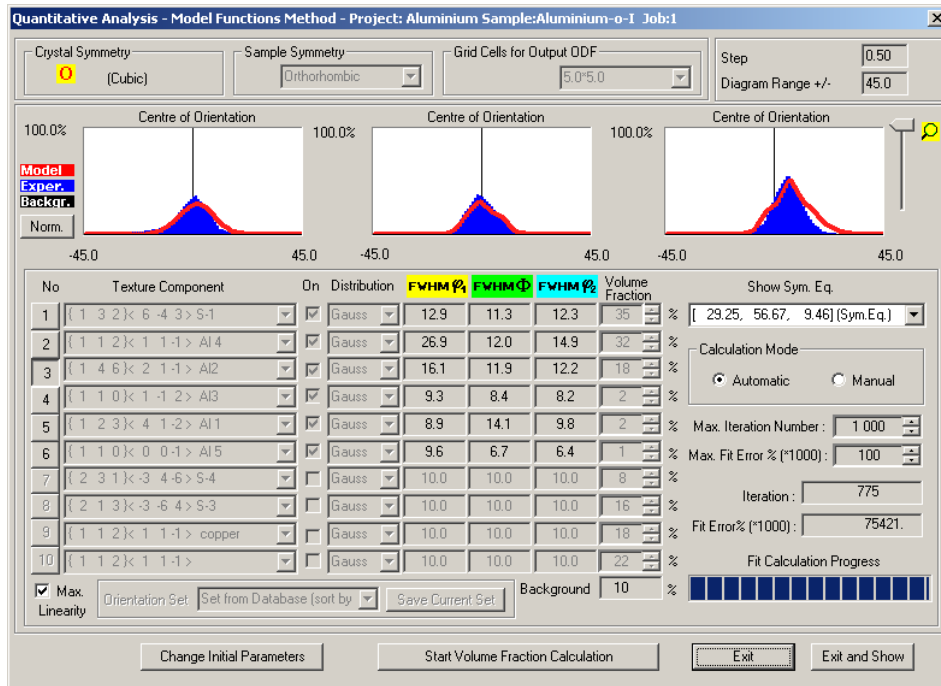 Quantitative Analysis - Model Functions Method - Project: Aluminium Sample:Aluminium-o-I Job:1
Crystal Symmetry
O (Cubic)
Sample Symmetry
Orthorhombic
Grid Cells for Output ODF
5.0*5.0
Step 0.50
Diagram Range +/- 45.0
Centre of Orientation Centre of Orientation Centre of Orientation
100.0% 100.0% 100.0%
Model
Exper.
Backgr.
Norm.
-45.0 45.0 -45.0 45.0 -45.0 45.0
No Texture Component On Distribution FWHM φ1 FWHM Φ FWHM φ2 Volume Fraction Show Sym. Eq.
1 { 1 3 2}< 6 -4 3> S-1 Gauss 12.9 11.3 12.3 35 % [ 29.25, 56.67, 9.46] (Sym.Eq.)
2 { 1 1 2}< 1 1-1> Al 4 Gauss 26.9 12.0 14.9 32 %
3 { 1 4 6}< 2 1-1> Al2 Gauss 16.1 11.9 12.2 18 %
4 { 1 1 0}< 1 -1 2> Al3 Gauss 9.3 8.4 8.2 2 %
5 { 1 2 3}< 4 1-2> Al 1 Gauss 8.9 14.1 9.8 2 %
6 { 1 1 0}< 0 0-1> Al 5 Gauss 9.6 6.7 6.4 1 %
7 { 2 3 1}< -3 4-6> S-4 Gauss 10.0 10.0 10.0 8 %
8 { 2 1 3}< -3 -6 4> S-3 Gauss 10.0 10.0 10.0 16 %
9 { 1 1 2}< 1 1-1> copper Gauss 10.0 10.0 10.0 18 %
10 { 1 1 2}< 1 1-1> Gauss 10.0 10.0 10.0 22 %
Calculation Mode
Automatic Manual
Max. Iteration Number : 1 000
Max. Fit Error % (*1000) : 100
Iteration : 775
Fit Error% (*1000) : 75421.
Fit Calculation Progress
Max. Linearity
Orientation Set Set from Database (sort by Save Current Set
Background 10 %
Change Initial Parameters Start Volume Fraction Calculation Exit Exit and Show